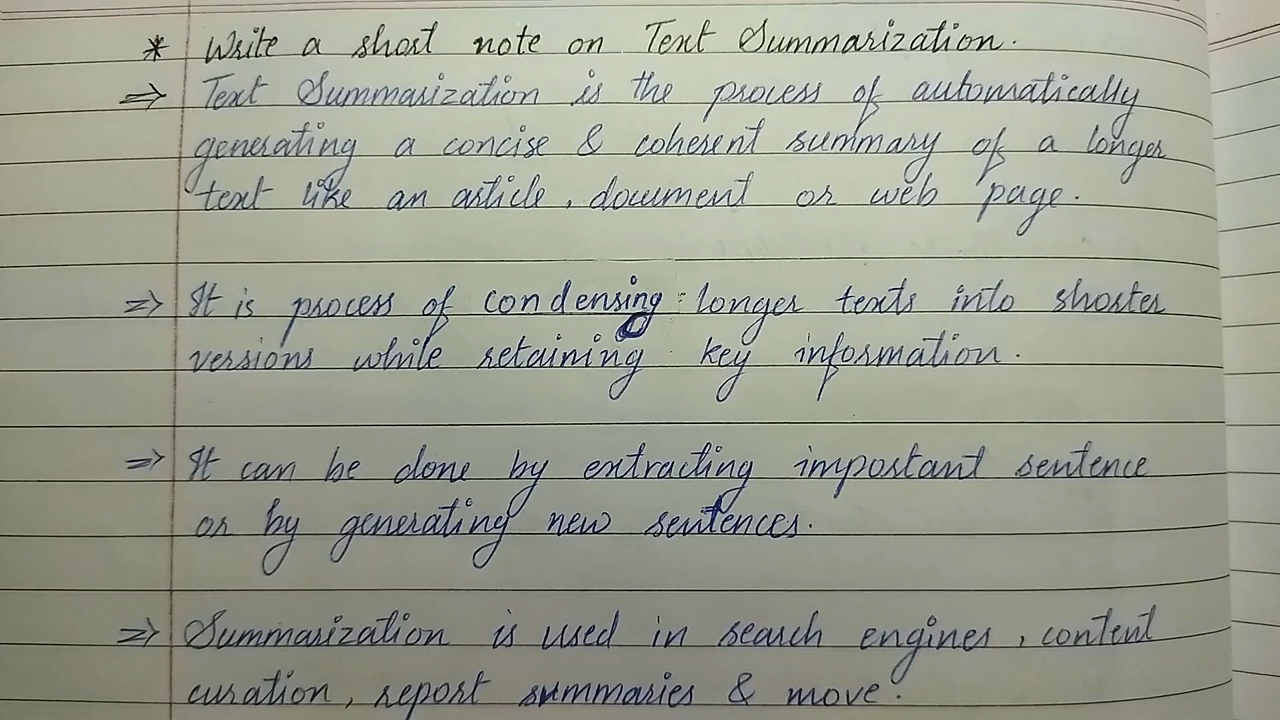 * Write a short note on Text Summarization.
⇒ Text Summarization is the process of automatically
generating a concise & coherent summary of a longer
text like an article, document or web page.
⇒ It is process of condensing longer texts into shorter
versions while retaining key information.
⇒ It can be done by extracting important sentence
or by generating new sentences.
⇒ Summarization is used in search engines, content
curation, report summaries & move.